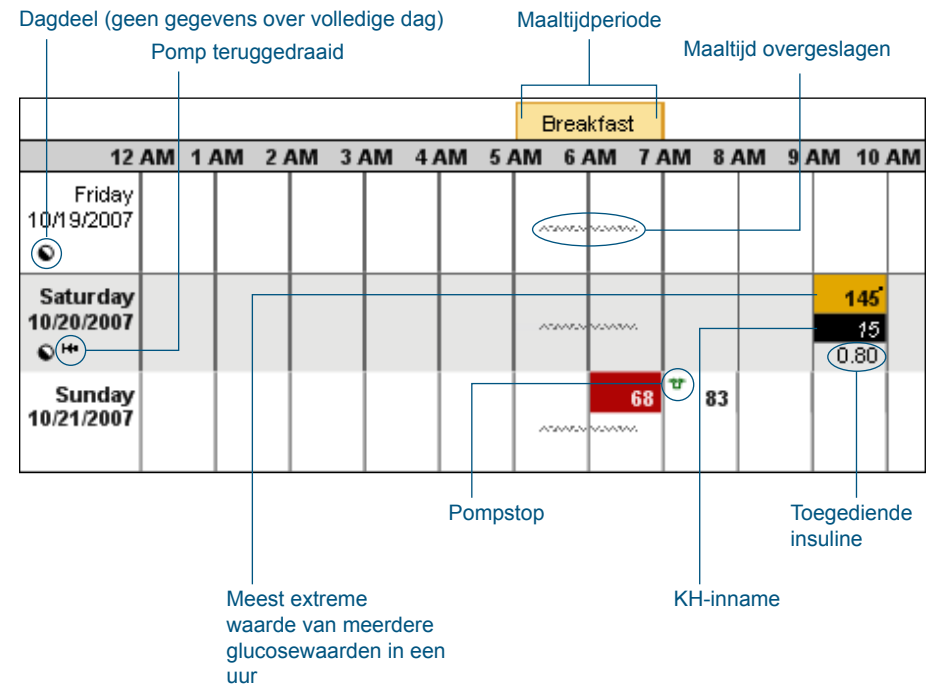 Dagdeel (geen gegevens over volledige dag)
Maaltijdperiode
Pomp teruggedraaid
Maaltijd overgeslagen
Breakfast
12 AM 1 AM 2 AM 3 AM 4 AM 5 AM 6 AM 7 AM 8 AM 9 AM 10 AM
Friday
10/19/2007
Saturday
10/20/2007
145
15
0.80
Sunday
10/21/2007
68
83
Pompstop
Toegediende
insuline
Meest extreme
waarde van meerdere
glucosewaarden in een
uur
KH-inname